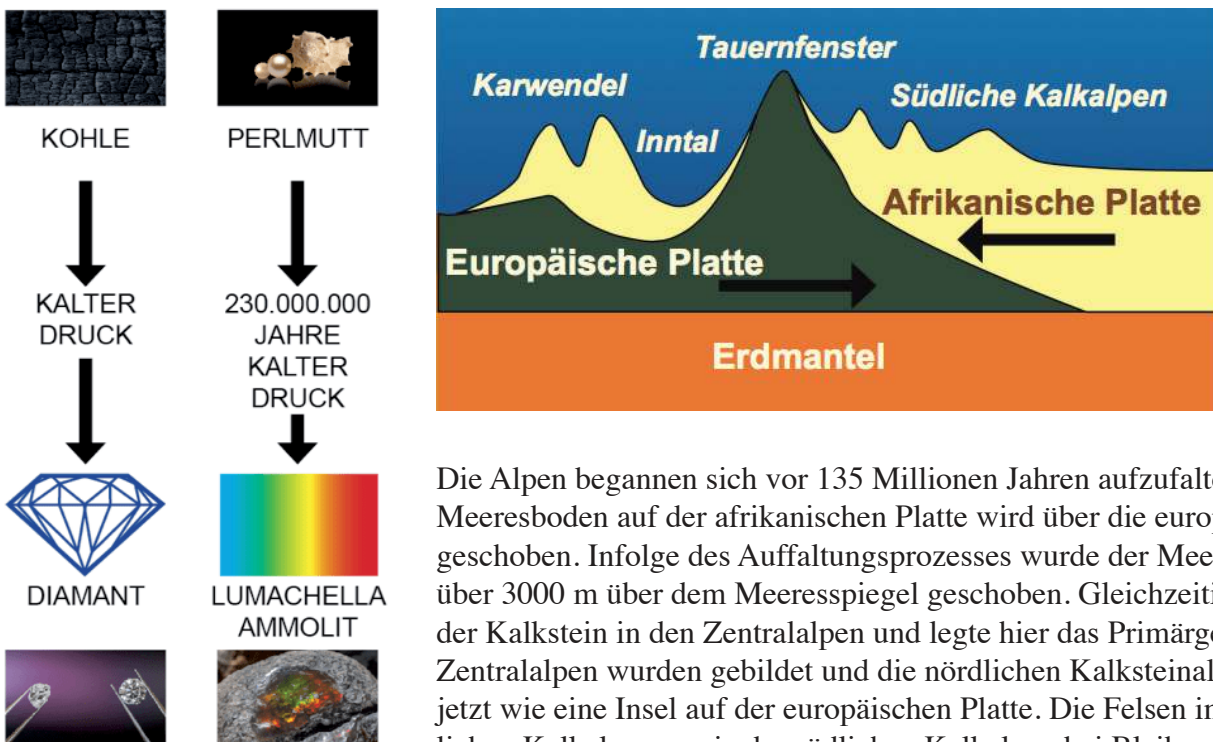 KOHLE
PERLMUTT
KALTER
DRUCK
230.000.000
JAHRE
KALTER
DRUCK
DIAMANT
LUMACHELLA
AMMOLIT
Tauernfenster
Karwendel
Südliche Kalkalpen
Inntal
Afrikanische Platte
Europäische Platte
Erdmantel
Die Alpen begannen sich vor 135 Millionen Jahren aufzufalte
Meeresboden auf der afrikanischen Platte wird über die europ
geschoben. Infolge des Auffaltungsprozesses wurde der Meer
über 3000 m über dem Meeresspiegel geschoben. Gleichzeiti
der Kalkstein in den Zentralalpen und legte hier das Primärge
Zentralalpen wurden gebildet und die nördlichen Kalksteinal
jetzt wie eine Insel auf der europäischen Platte. Die Felsen in